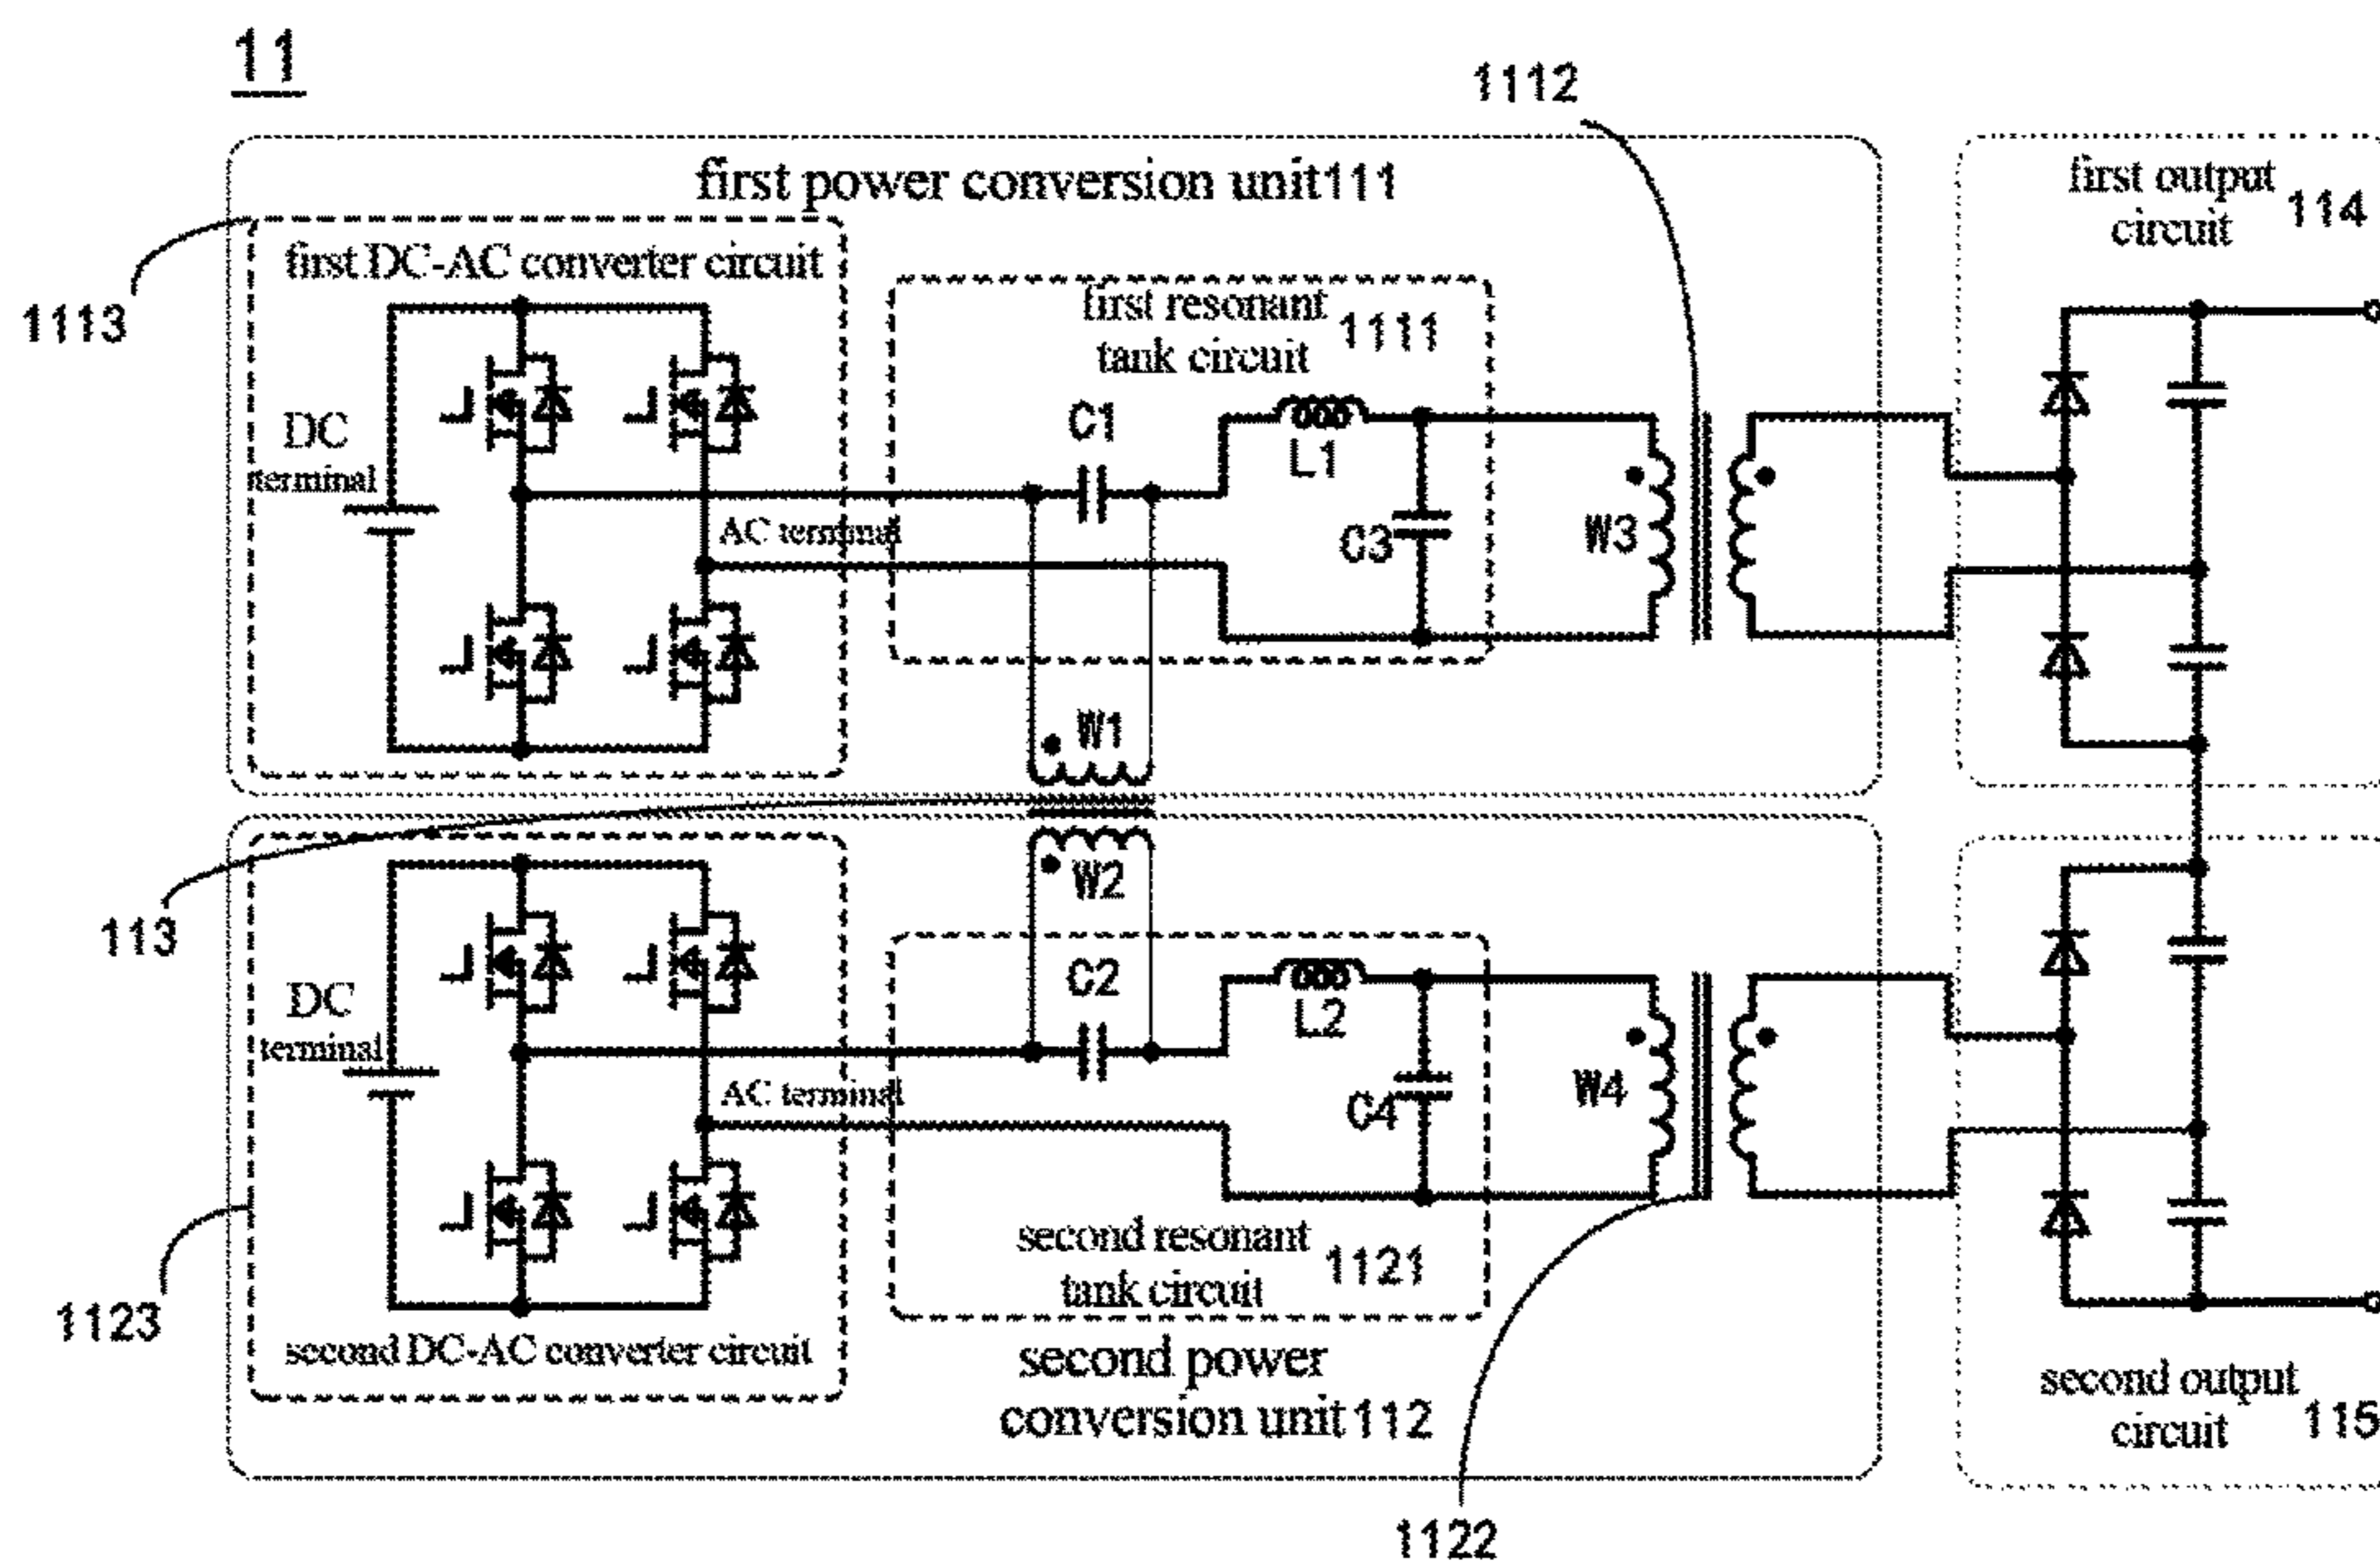 11
1112
first power conversion unit111
first output
circuit 114
first DC-AC converter circuit
1113
first resonant
tank circuit 1111
DC
terminal
C1
L1
AC terminal
C3
W3
W1
W2
113
C2
L2
DC
terminal
AC terminal
C4
W4
second resonant
tank circuit 1121
1123
second DC-AC converter circuit
second power
conversion unit112
second output
circuit 115
1122